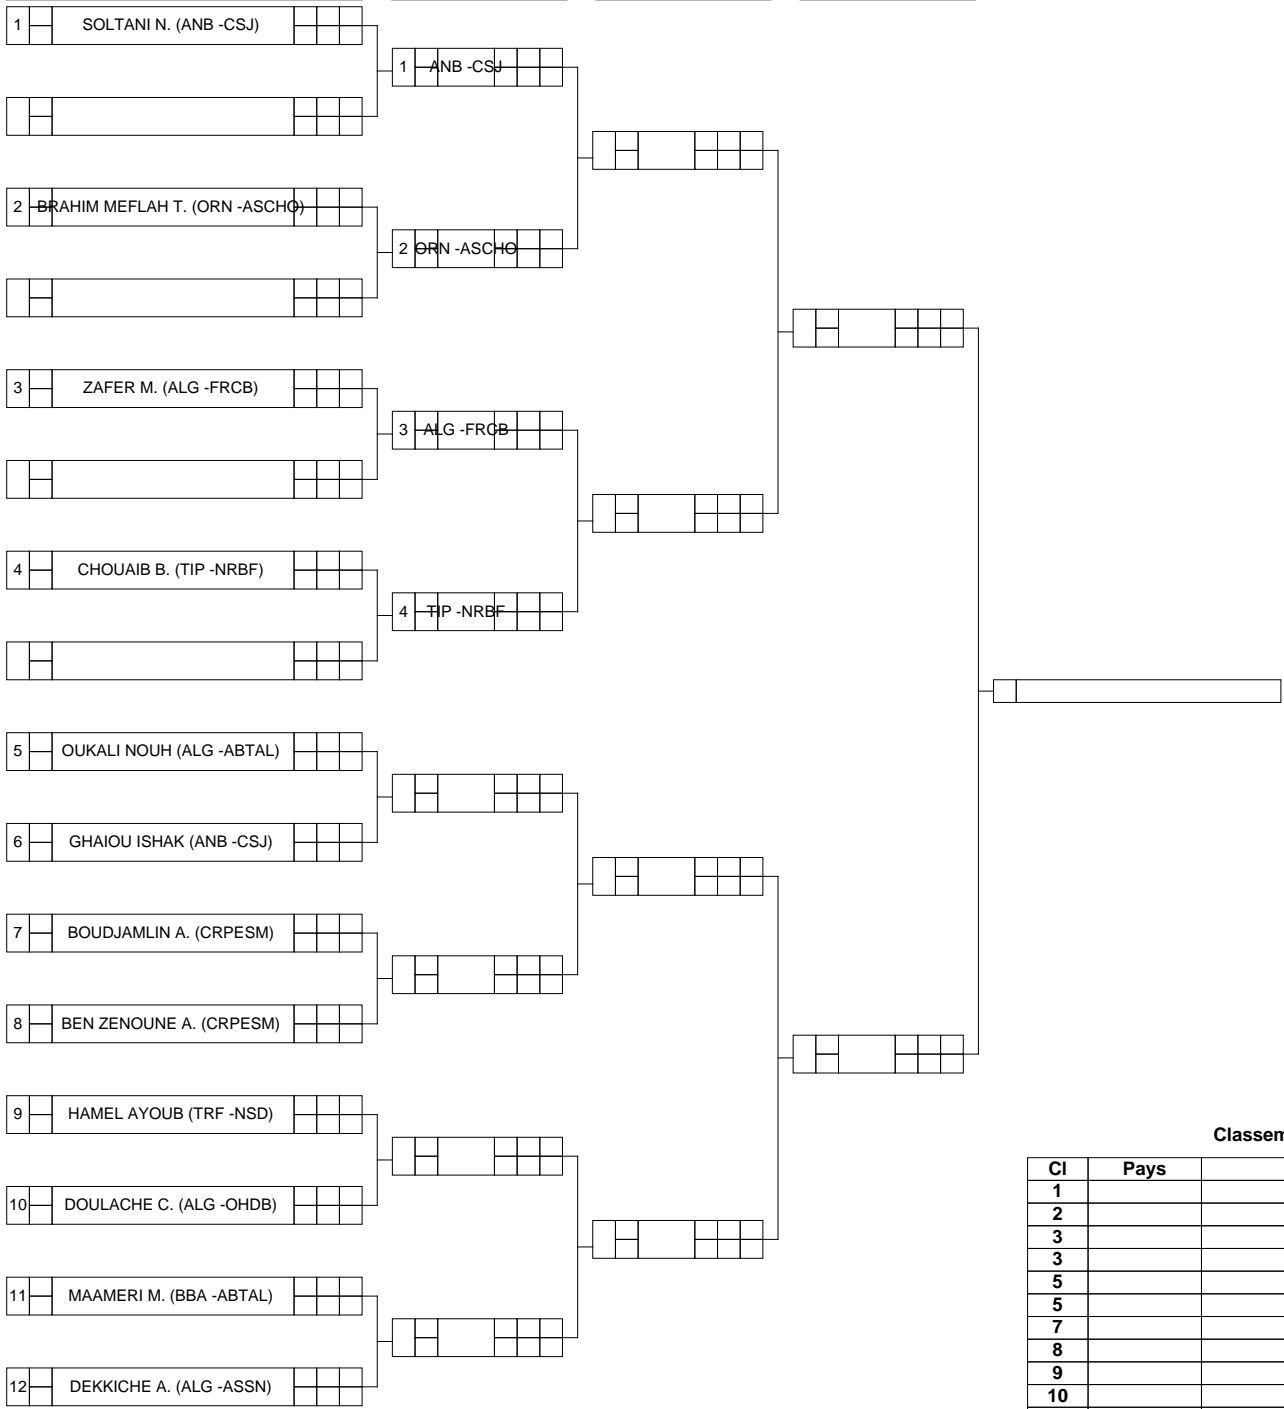 1 SOLTANI N. (ANB -CSJ)
1 ANB -CSJ
2 BRAHIM MEFLAH T. (ORN -ASCHO)
2 ORN -ASCHO
3 ZAFER M. (ALG -FRCB)
3 ALG -FRCB
4 CHOUAIB B. (TIP -NRBF)
4 TIP -NRBF
5 OUKALI NOUH (ALG -ABTAL)
6 GHAIOU ISHAK (ANB -CSJ)
7 BOUDJAMLIN A. (CRPESM)
8 BEN ZENOUNE A. (CRPESM)
9 HAMEL AYOUB (TRF -NSD)
10 DOULACHE C. (ALG -OHDB)
11 MAAMERI M. (BBA -ABTAL)
12 DEKKICHE A. (ALG -ASSN)
Classem
Cl Pays
1
2
3
3
5
5
7
8
9
10